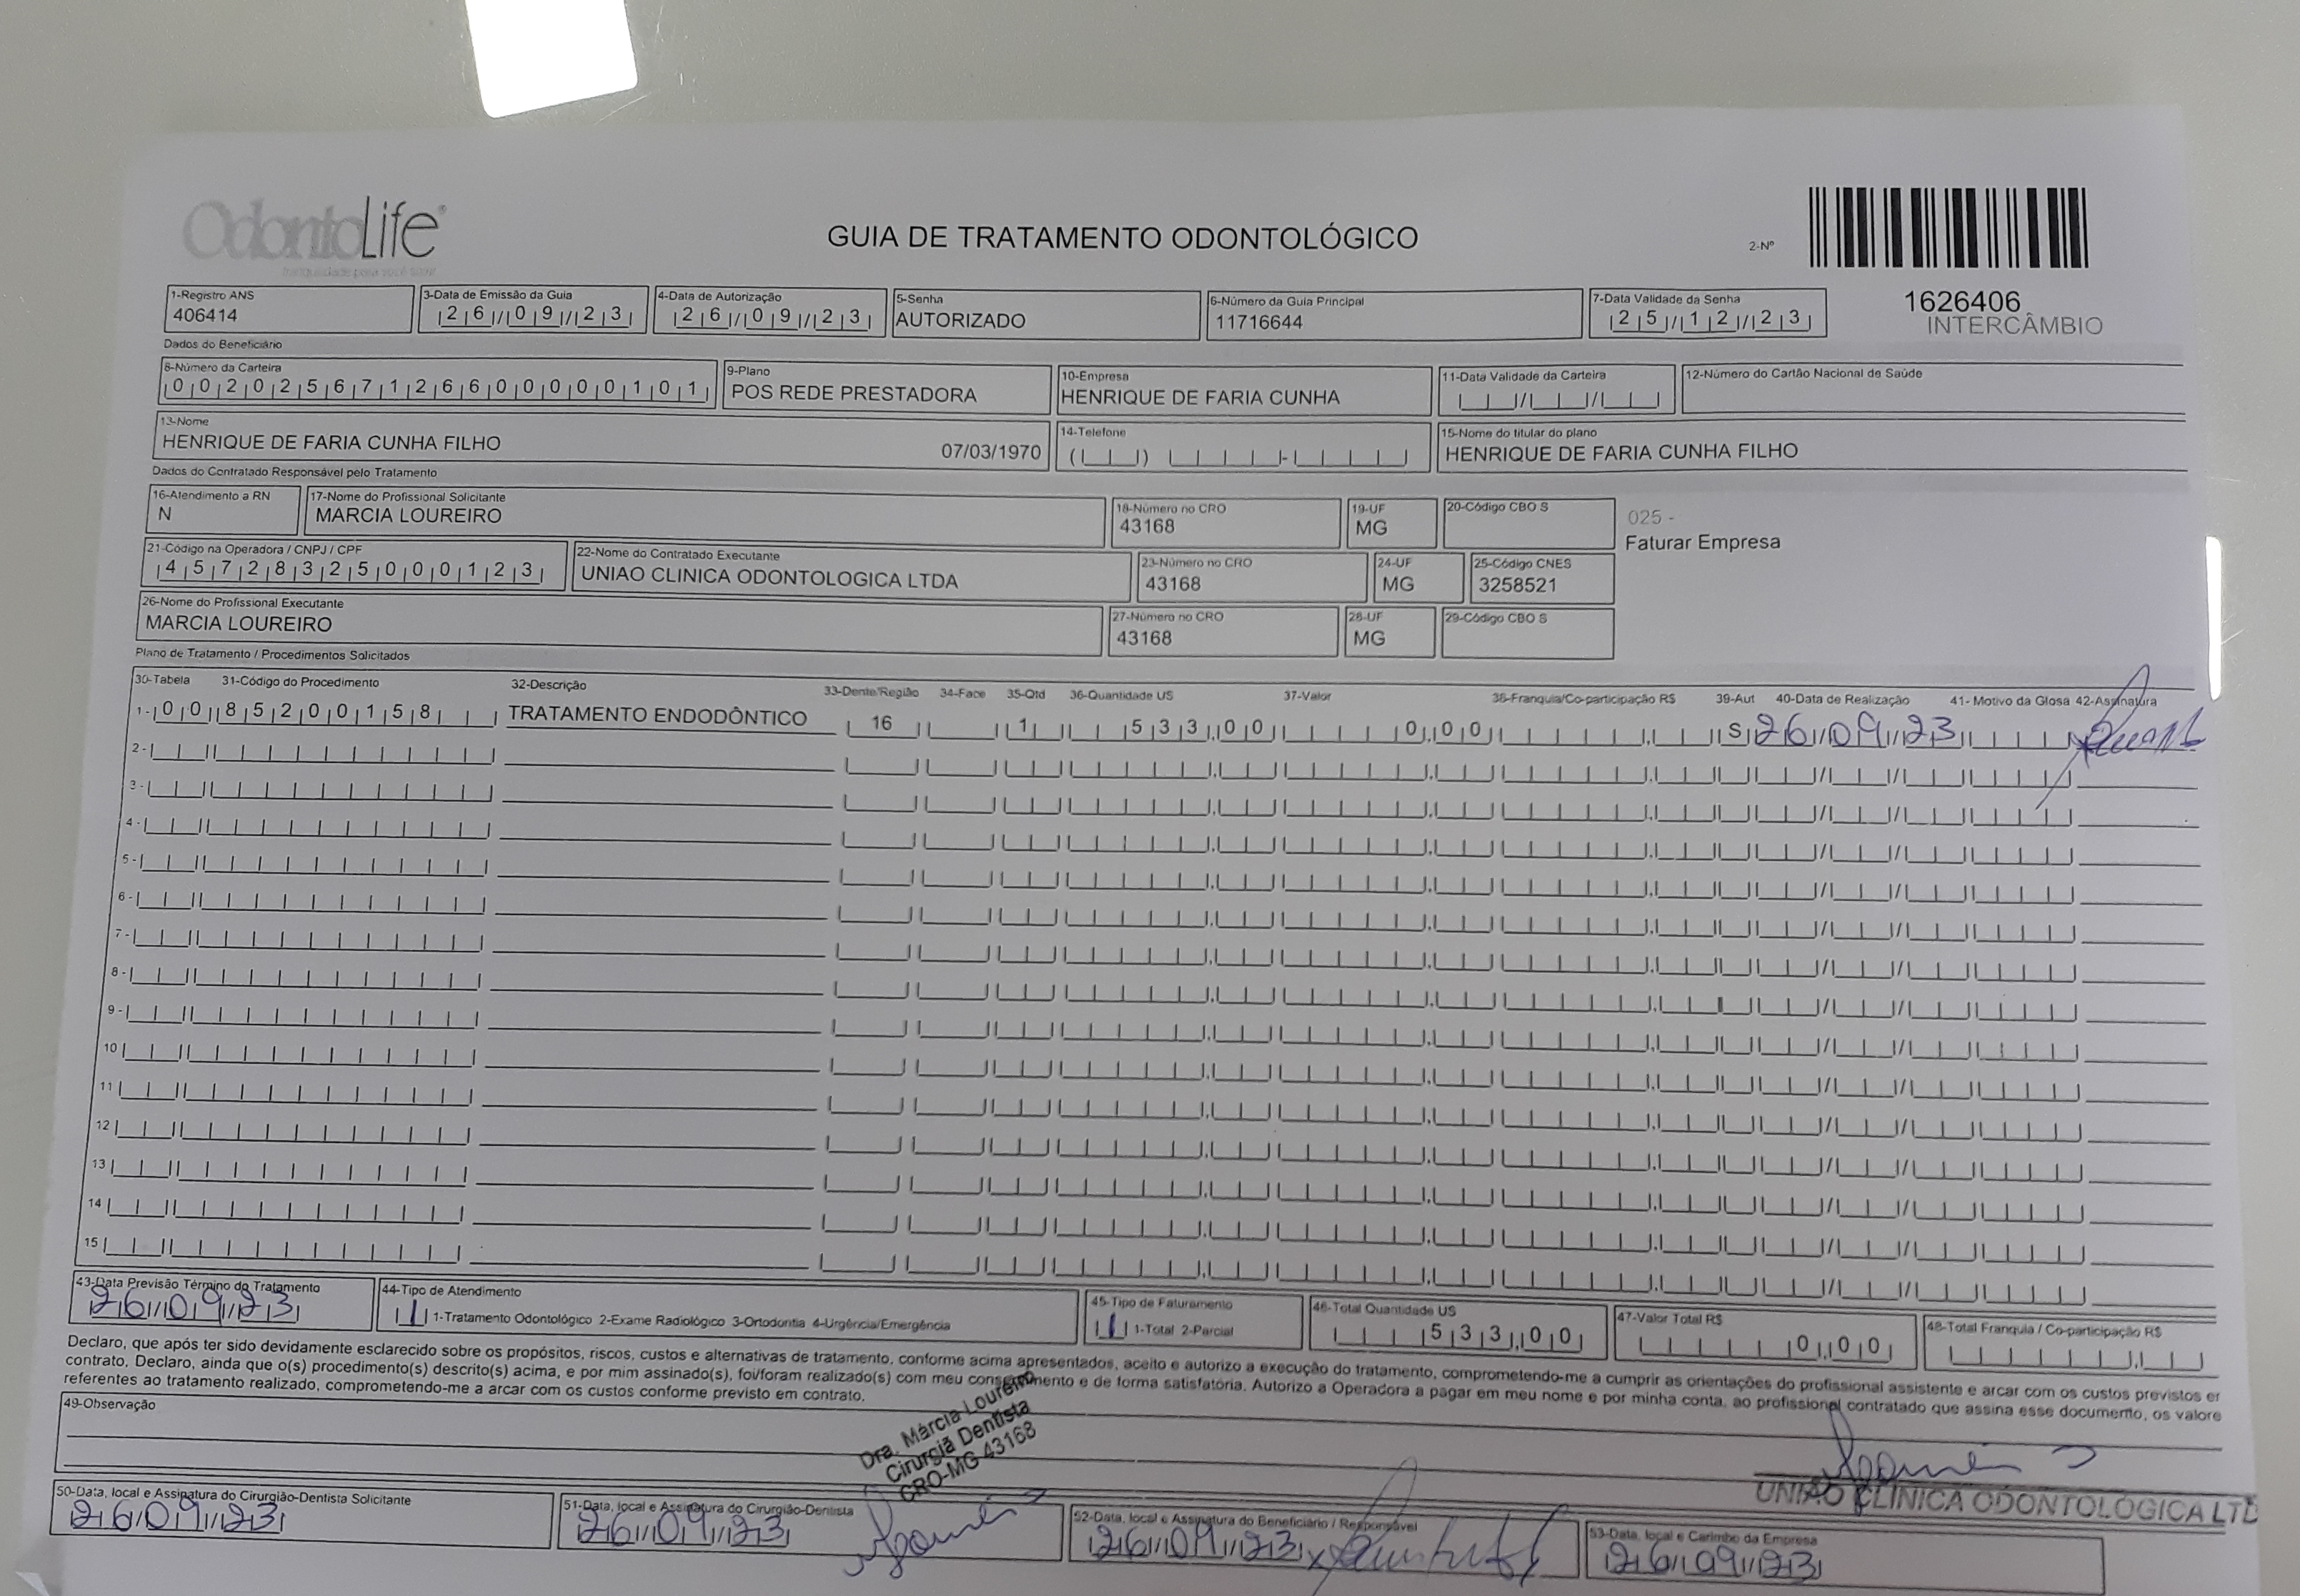 OdontoLife®
GUIA DE TRATAMENTO ODONTOLÓGICO
2-Nº
1626406
INTERCÂMBIO
1-Registro ANS
406414
3-Data de Emissão da Guia
26/09/23
4-Data de Autorização
26/09/23
5-Senha
AUTORIZADO
6-Número da Guia Principal
11716644
7-Data Validade da Senha
25/12/23
Dados do Beneficiário
8-Número da Carteira
00202567126600000101
9-Plano
POS REDE PRESTADORA
10-Empresa
HENRIQUE DE FARIA CUNHA
11-Data Validade da Carteira
12-Número do Cartão Nacional de Saúde
13-Nome
HENRIQUE DE FARIA CUNHA FILHO 07/03/1970
14-Telefone
15-Nome do titular do plano
HENRIQUE DE FARIA CUNHA FILHO
Dados do Contratado Responsável pelo Tratamento
16-Atendimento a RN
N
17-Nome do Profissional Solicitante
MARCIA LOUREIRO
18-Número no CRO
43168
19-UF
MG
20-Código CBO S
025 -
Faturar Empresa
21-Código na Operadora / CNPJ / CPF
45728325000123
22-Nome do Contratado Executante
UNIAO CLINICA ODONTOLOGICA LTDA
23-Número no CRO
43168
24-UF
MG
25-Código CNES
3258521
26-Nome do Profissional Executante
MARCIA LOUREIRO
27-Número no CRO
43168
28-UF
MG
29-Código CBO S
Plano de Tratamento / Procedimentos Solicitados
30-Tabela 31-Código do Procedimento 32-Descrição 33-Dente/Região 34-Face 35-Qtd 36-Quantidade US 37-Valor 38-Franquia/Co-participação R$ 39-Aut 40-Data de Realização 41- Motivo da Glosa 42-Assinatura
1- 00 85200158 TRATAMENTO ENDODÔNTICO 16 1 533,00 0,00 S 26/09/23
2-
3-
4-
5-
6-
7-
8-
9-
10
11
12
13
14
15
43-Data Previsão Término do Tratamento
26/09/23
44-Tipo de Atendimento
1 1-Tratamento Odontológico 2-Exame Radiológico 3-Ortodontia 4-Urgência/Emergência
45-Tipo de Faturamento
1 1-Total 2-Parcial
46-Total Quantidade US
533,00
47-Valor Total R$
0,00
48-Total Franquia / Co-participação R$
Declaro, que após ter sido devidamente esclarecido sobre os propósitos, riscos, custos e alternativas de tratamento, conforme acima apresentados, aceito e autorizo a execução do tratamento, comprometendo-me a cumprir as orientações do profissional assistente e arcar com os custos previstos er
contrato, Declaro, ainda que o(s) procedimento(s) descrito(s) acima, e por mim assinado(s), foi/foram realizado(s) com meu consentimento e de forma satisfatória. Autorizo a Operadora a pagar em meu nome e por minha conta, ao profissional contratado que assina esse documento, os valore
referentes ao tratamento realizado, comprometendo-me a arcar com os custos conforme previsto em contrato.
49-Observação
Dra. Márcia Loureiro
Cirurgiã Dentista
CRO-MG 43168
UNIÃO CLÍNICA ODONTOLÓGICA LTD
50-Data, local e Assinatura do Cirurgião-Dentista Solicitante
26/09/23
51-Data, local e Assinatura do Cirurgião-Dentista
26/09/23
52-Data, local e Assinatura do Beneficiário / Responsável
26/09/23
53-Data, local e Carimbo da Empresa
26/09/23